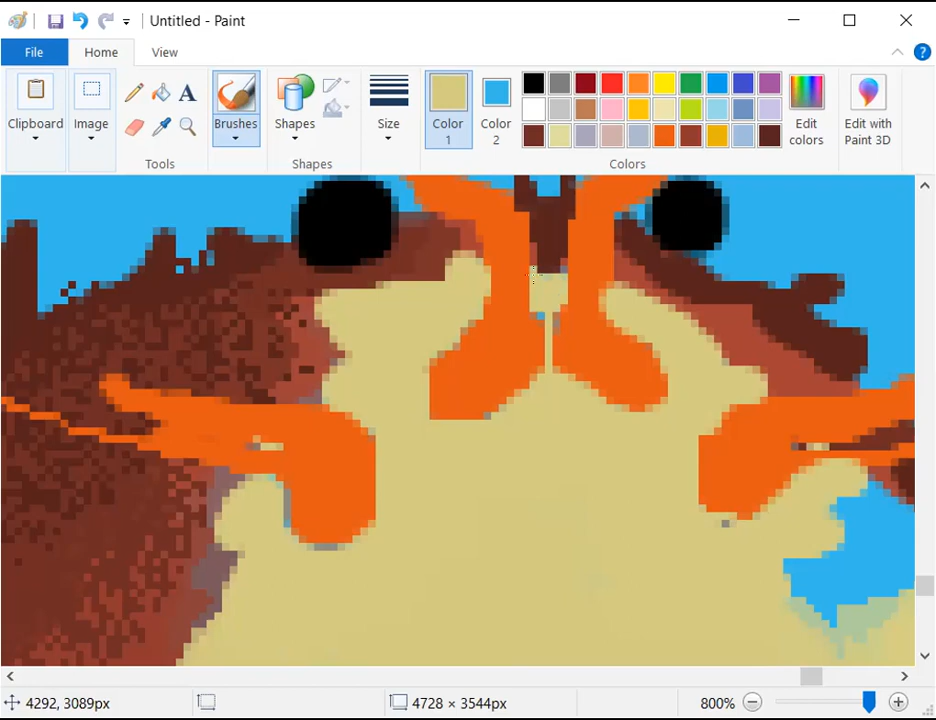 Untitled - Paint
File Home View
Clipboard
Image
Tools
Brushes
Shapes
Shapes
Size
Color 1
Color 2
Edit colors
Edit with Paint 3D
Colors
4292, 3089px
4728 × 3544px
800%